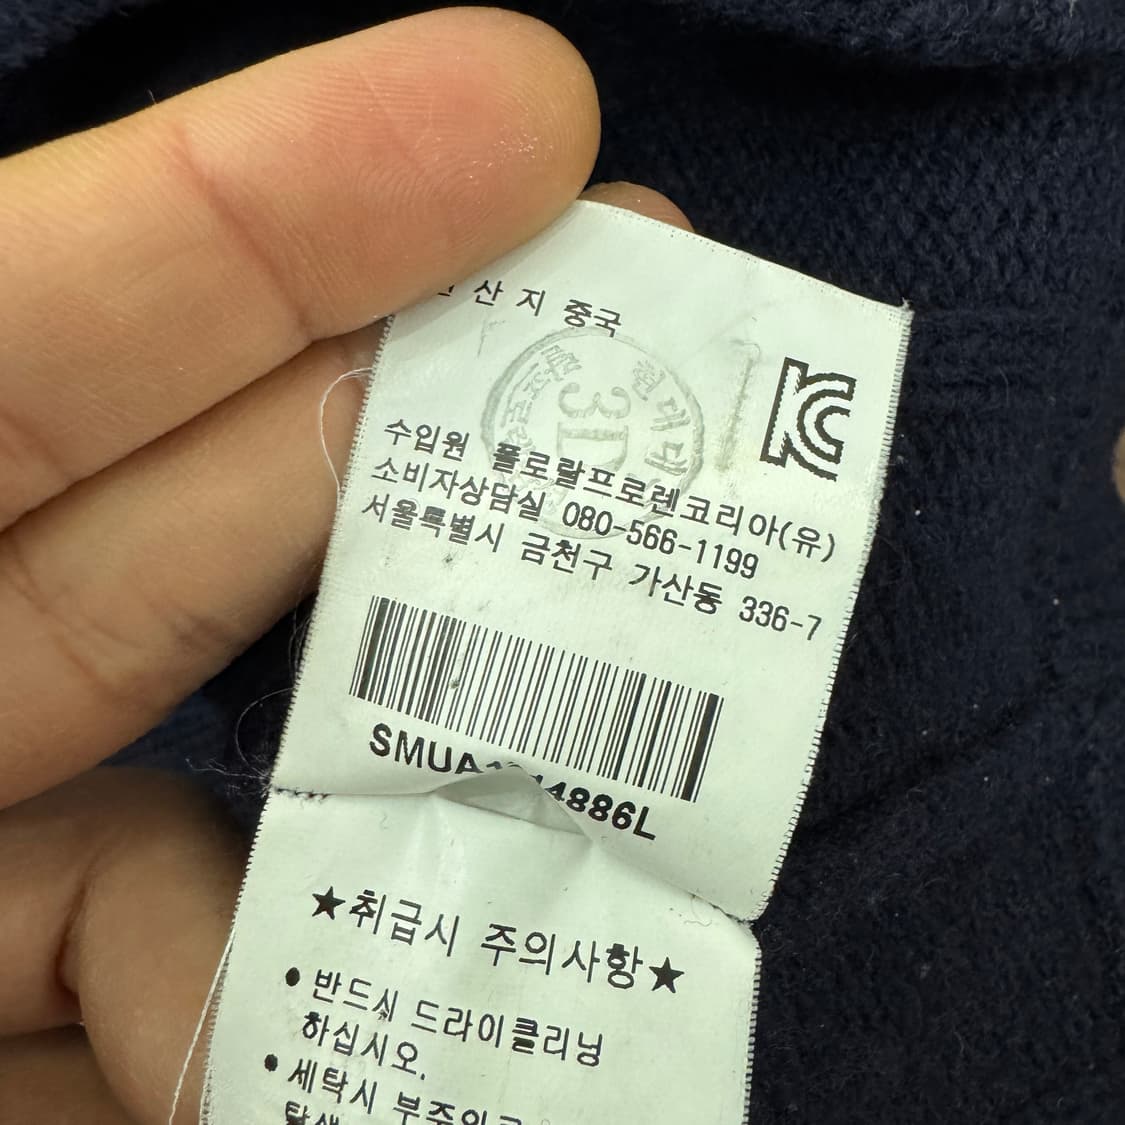 산지 중국
KC
수입원 폴로랄프로렌코리아(유)
소비자상담실 080-566-1199
서울특별시 금천구 가산동 336-7
★취급시 주의사항★
● 반드시 드라이클리닝
하십시오.
● 세탁시